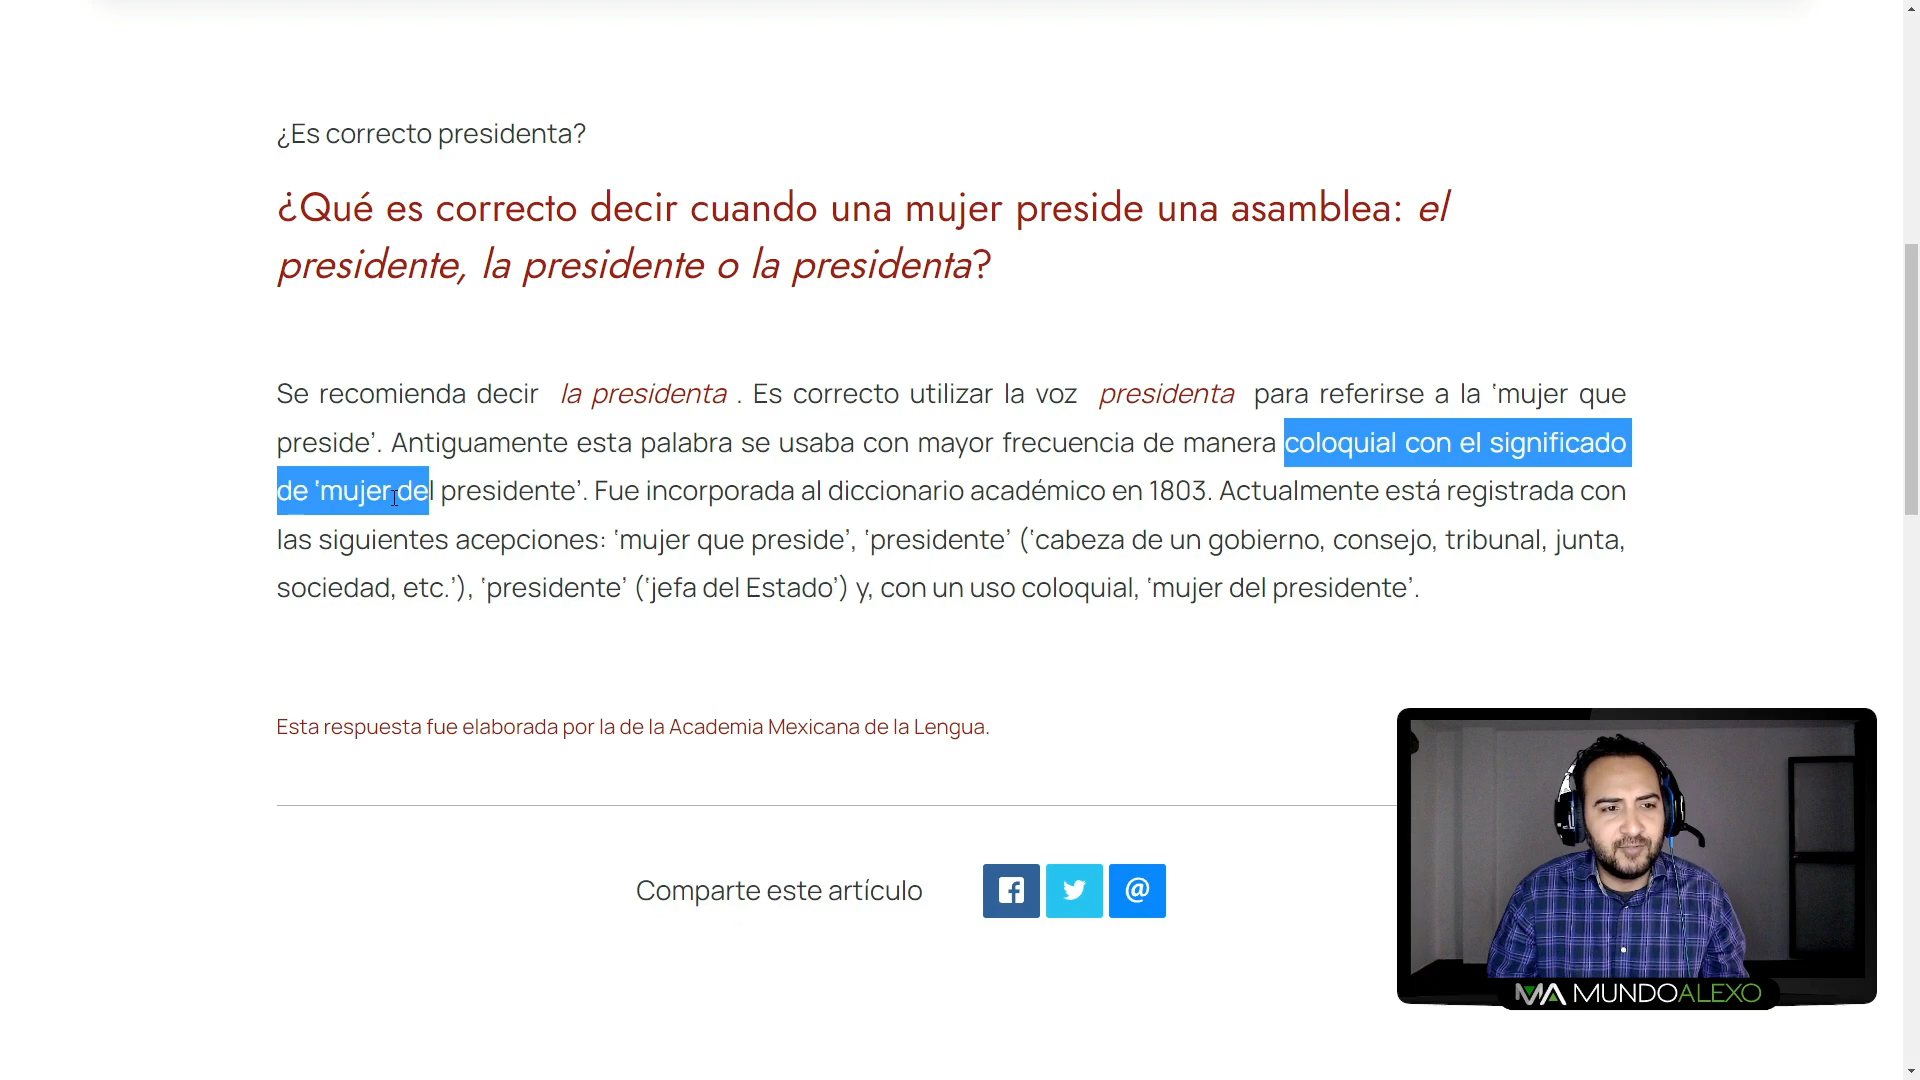 ¿Es correcto presidenta?
¿Qué es correcto decir cuando una mujer preside una asamblea: el
presidente, la presidente o la presidenta?
Se recomienda decir la presidenta . Es correcto utilizar la voz presidenta para referirse a la ‘mujer que
preside’. Antiguamente esta palabra se usaba con mayor frecuencia de manera coloquial con el significado
de ‘mujer del presidente’. Fue incorporada al diccionario académico en 1803. Actualmente está registrada con
las siguientes acepciones: ‘mujer que preside’, ‘presidente’ (‘cabeza de un gobierno, consejo, tribunal, junta,
sociedad, etc.’), ‘presidente’ (‘jefa del Estado’) y, con un uso coloquial, ‘mujer del presidente’.
Esta respuesta fue elaborada por la de la Academia Mexicana de la Lengua.
Comparte este artículo
MA MUNDOALEXO